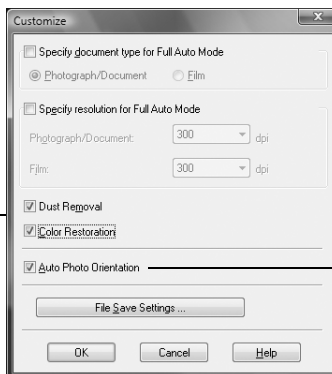 Customize
Specify document type for Full Auto Mode
Photograph/Document Film
Specify resolution for Full Auto Mode
Photograph/Document: 300 dpi
Film: 300 dpi
Dust Removal
Color Restoration
Auto Photo Orientation
File Save Settings ...
OK Cancel Help